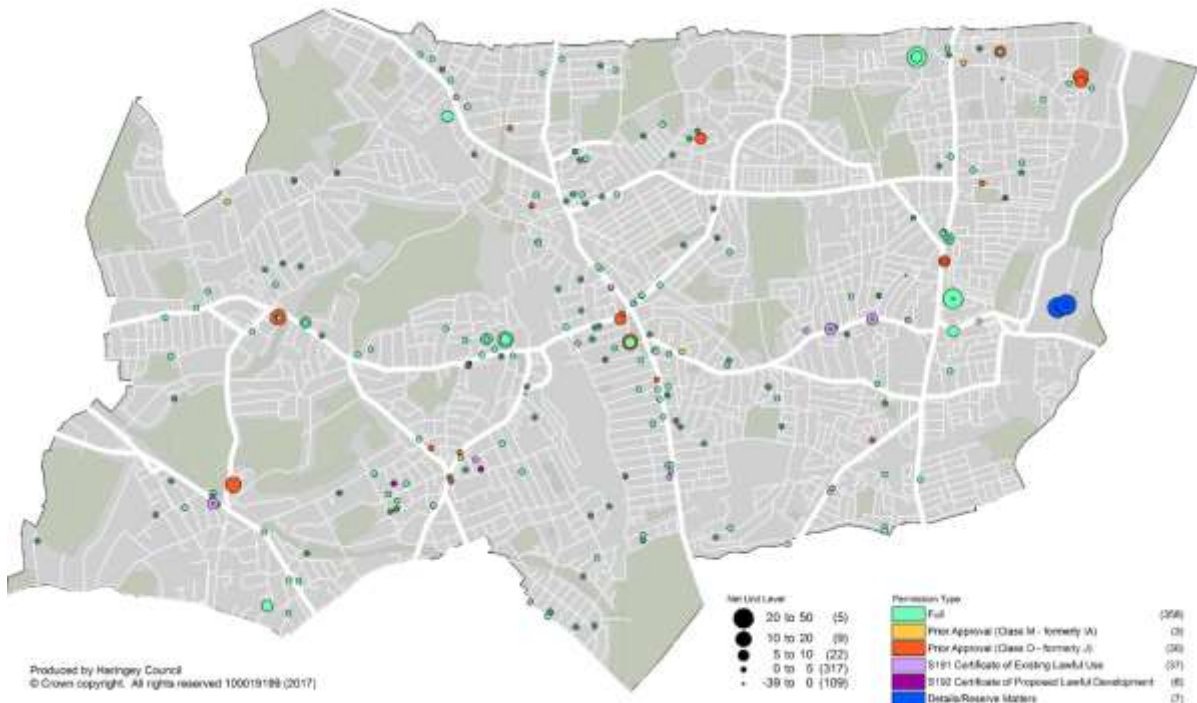 Net Unit Level
20 to 50 (5)
10 to 20 (9)
5 to 10 (22)
0 to 5 (317)
-39 to 0 (109)
Permission Type
Full (358)
Prior Approval (Class M - formerly IA) (3)
Prior Approval (Class O - formerly J)
S191 Certificate of Existing Lawful Use (37)
S192 Certificate of Proposed Lawful Development (6)
Details/Reserve Matters (7)
Produced by Haringey Council
© Crown copyright. All rights reserved 100019199 (2017)